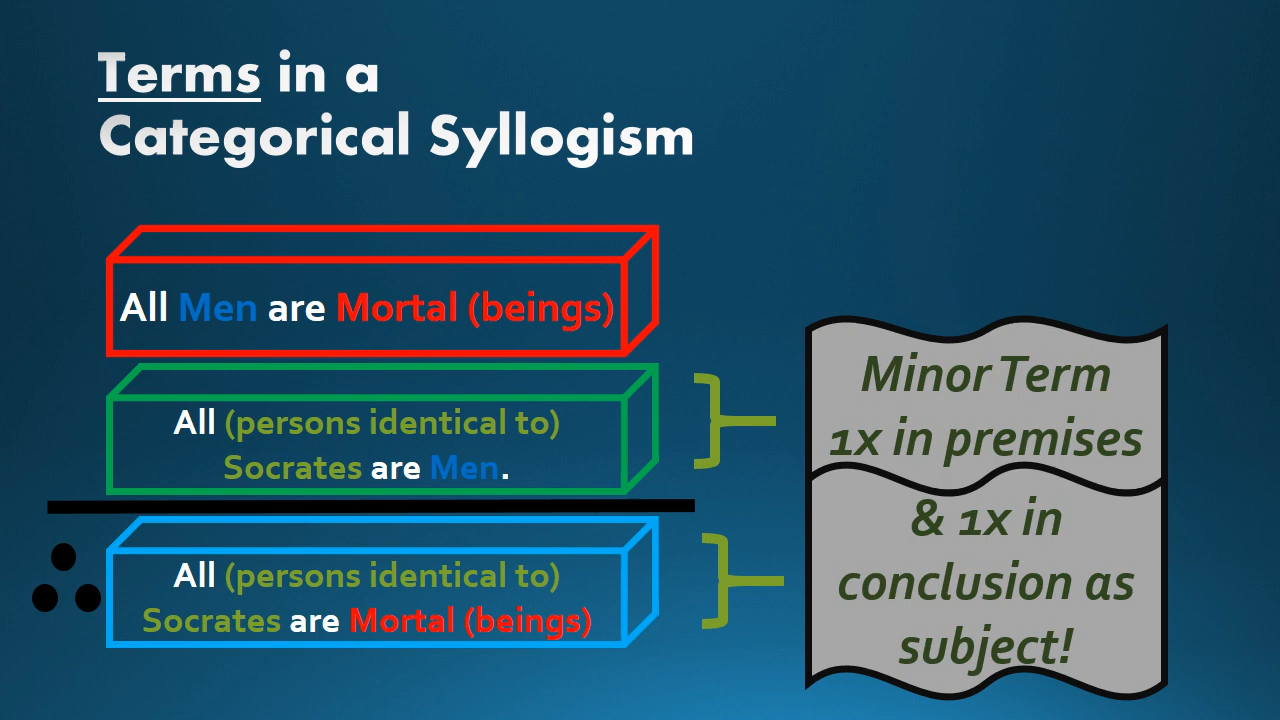 Terms in a
Categorical Syllogism
All Men are Mortal (beings)
All (persons identical to)
Socrates are Men.
All (persons identical to)
Socrates are Mortal (beings)
Minor Term
1x in premises
& 1x in
conclusion as
subject!